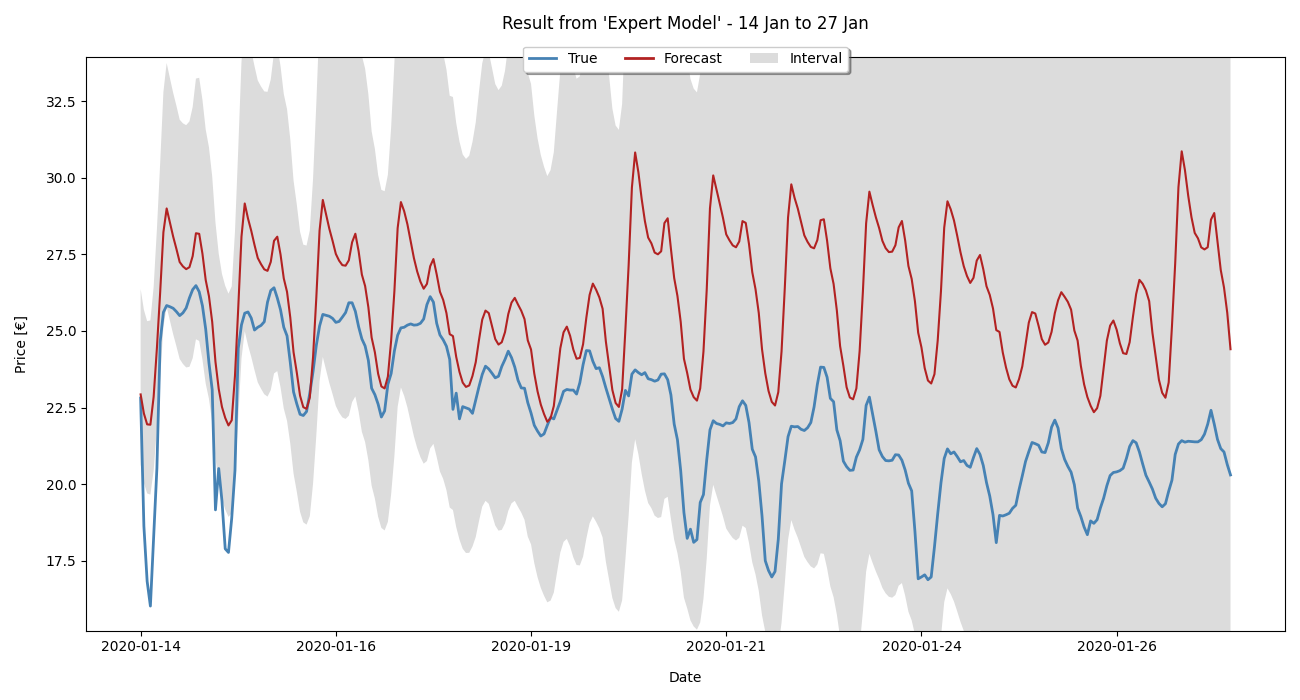 Result from 'Expert Model' - 14 Jan to 27 Jan
True Forecast Interval
Price [€]
32.5
30.0
27.5
25.0
22.5
20.0
17.5
2020-01-14 2020-01-16 2020-01-19 2020-01-21 2020-01-24 2020-01-26
Date